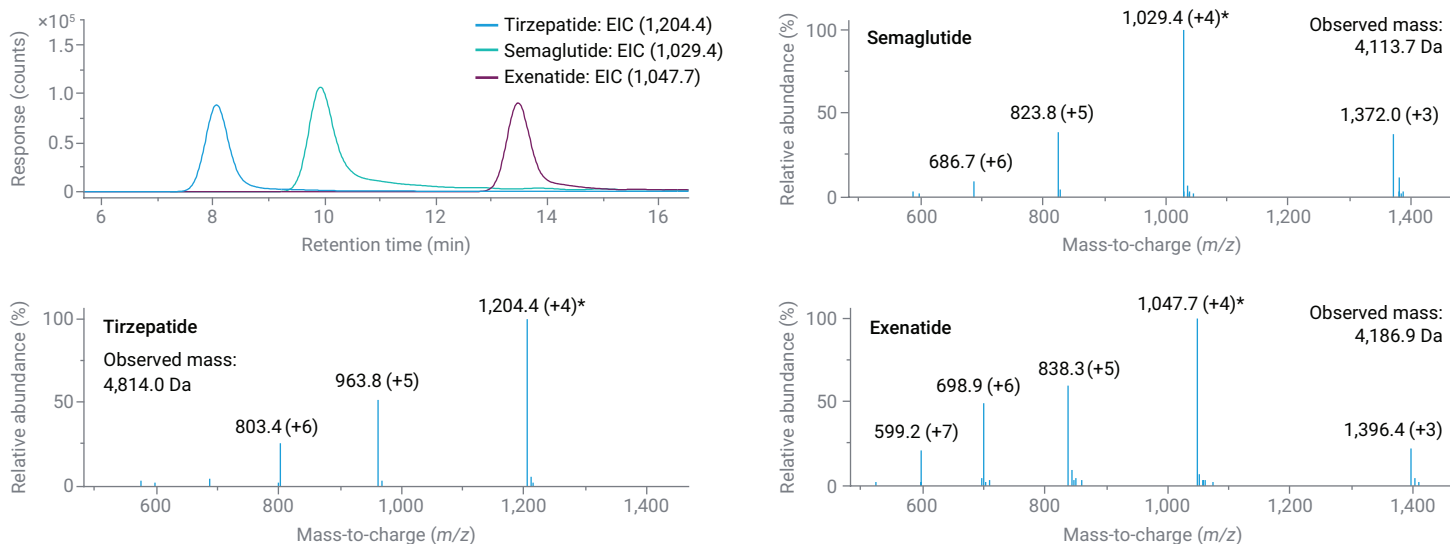 ×10⁵
1.5
1.0
0.5
0
Response (counts)
Tirzepatide: EIC (1,204.4)
Semaglutide: EIC (1,029.4)
Exenatide: EIC (1,047.7)
6 8 10 12 14 16
Retention time (min)
Semaglutide
Observed mass:
4,113.7 Da
1,029.4 (+4)*
823.8 (+5)
1,372.0 (+3)
686.7 (+6)
100
50
0
Relative abundance (%)
600 800 1,000 1,200 1,400
Mass-to-charge (m/z)
Tirzepatide
Observed mass:
4,814.0 Da
1,204.4 (+4)*
963.8 (+5)
803.4 (+6)
100
50
0
Relative abundance (%)
600 800 1,000 1,200 1,400
Mass-to-charge (m/z)
Exenatide
Observed mass:
4,186.9 Da
1,047.7 (+4)*
838.3 (+5)
698.9 (+6)
599.2 (+7)
1,396.4 (+3)
100
50
0
Relative abundance (%)
600 800 1,000 1,200 1,400
Mass-to-charge (m/z)